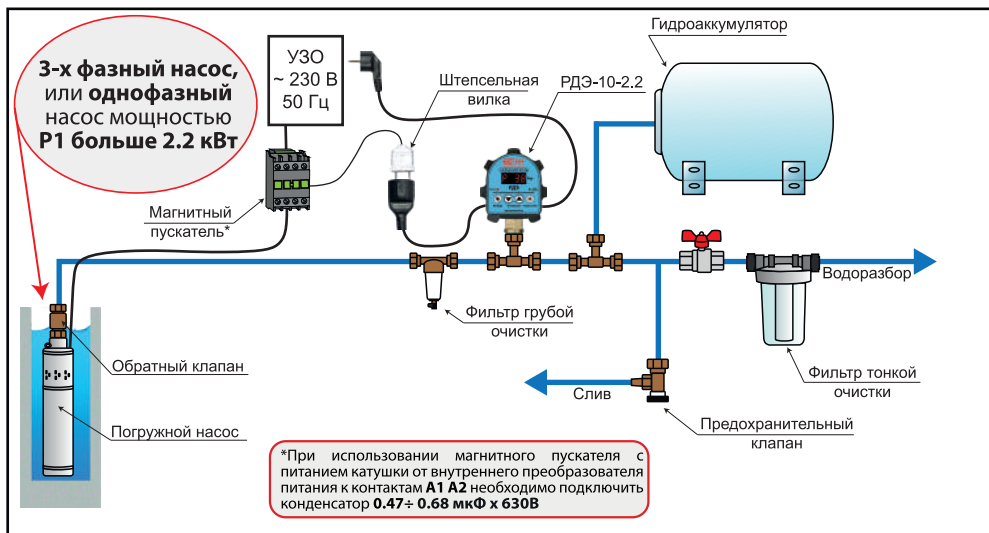 3-х фазный насос,
или однофазный
насос мощностью
P1 больше 2.2 кВт
УЗО
~ 230 В
50 Гц
Штепсельная
вилка
РДЭ-10-2.2
Гидроаккумулятор
Магнитный
пускатель*
Водоразбор
Фильтр грубой
очистки
Обратный клапан
Фильтр тонкой
очистки
Слив
Предохранительный
клапан
Погружной насос
*При использовании магнитного пускателя с
питанием катушки от внутреннего преобразователя
питания к контактам A1 A2 необходимо подключить
конденсатор 0.47÷ 0.68 мкФ х 630В